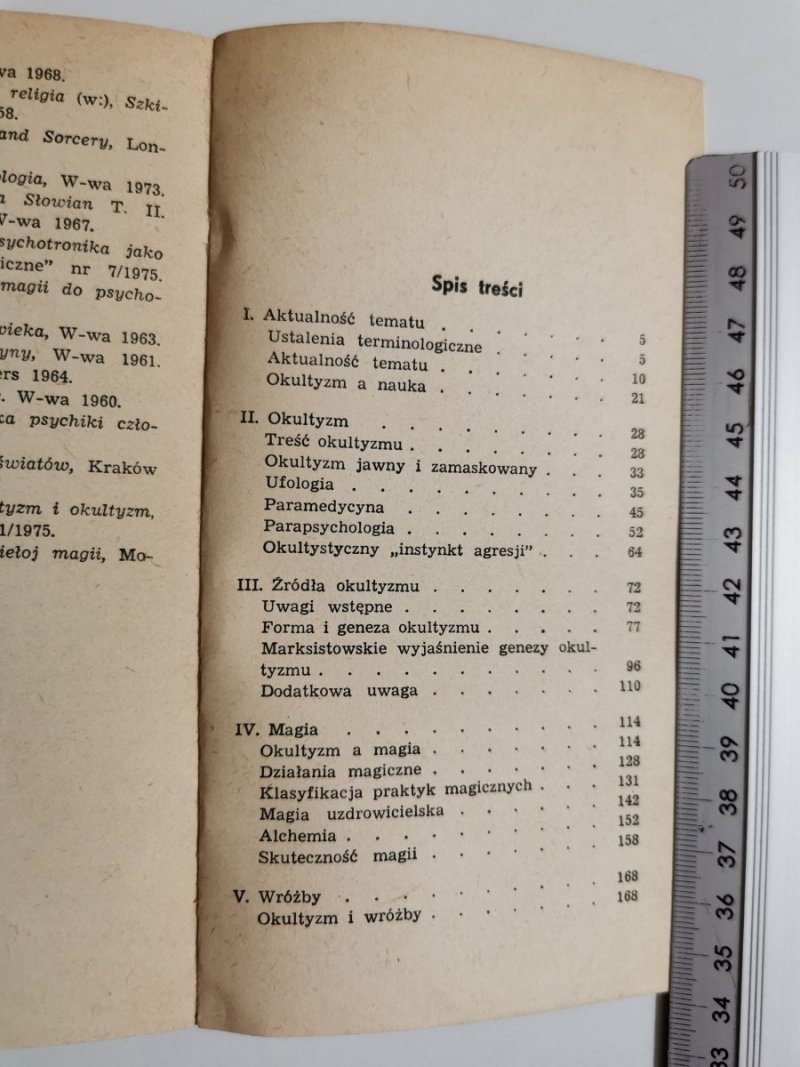 wa 1968.
religia (w:), Szki-
58.
and Sorcery, Lon-
logia, W-wa 1973.
Słowian T. II.
W-wa 1967.
sychotronika jako
iczne” nr 7/1975.
magii do psycho-
wieka, W-wa 1963.
yny, W-wa 1961.
ers 1964.
W-wa 1960.
ka psychiki czło-
światów, Kraków
tyzm i okultyzm,
1/1975.
iełoj magii, Mo-
Spis treści
I. Aktualność tematu . . . . . . . 5
Ustalenia terminologiczne . . . . . 5
Aktualność tematu . . . . . . . 10
Okultyzm a nauka . . . . . . . 21
II. Okultyzm . . . . . . . . . 28
Treść okultyzmu . . . . . . . . 28
Okultyzm jawny i zamaskowany . . . 33
Ufologia . . . . . . . . . . 35
Paramedycyna . . . . . . . . 45
Parapsychologia . . . . . . . . 52
Okultystyczny „instynkt agresji” . . . 64
III. Źródła okultyzmu . . . . . . . 72
Uwagi wstępne . . . . . . . . 72
Forma i geneza okultyzmu . . . . . 77
Marksistowskie wyjaśnienie genezy okul-
tyzmu . . . . . . . . . . . 96
Dodatkowa uwaga . . . . . . . 110
IV. Magia . . . . . . . . . . 114
Okultyzm a magia . . . . . . . 114
Działania magiczne . . . . . . . 128
Klasyfikacja praktyk magicznych . . . 131
Magia uzdrowicielska . . . . . . 142
Alchemia . . . . . . . . . . 152
Skuteczność magii . . . . . . . 158
V. Wróżby . . . . . . . . . . 168
Okultyzm i wróżby . . . . . . . 168
50
49
48
47
46
45
44
43
42
41
40
39
38
37
36
35
34
33